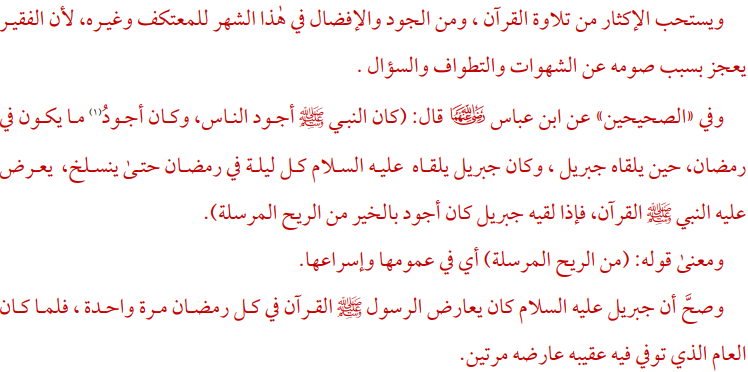 ويستحب الإكثار من تلاوة القرآن ، ومن الجود والإفضال في هٰذا الشهر للمعتكف وغيره، لأن الفقير
يعجز بسبب صومه عن الشهوات والتطواف والسؤال .
وفي «الصحيحين» عن ابن عباس رضي الله عنهما قال: (كان النبي ﷺ أجود الناس، وكان أجودُ(١) ما يكون في
رمضان، حين يلقاه جبريل ، وكان جبريل يلقاه عليه السلام كل ليلة في رمضان حتىٰ ينسلخ، يعرض
عليه النبي ﷺ القرآن، فإذا لقيه جبريل كان أجود بالخير من الريح المرسلة).
ومعنىٰ قوله: (من الريح المرسلة) أي في عمومها وإسراعها.
وصحَّ أن جبريل عليه السلام كان يعارض الرسول ﷺ القرآن في كل رمضان مرة واحدة ، فلما كان
العام الذي توفي فيه عقيبه عارضه مرتين.